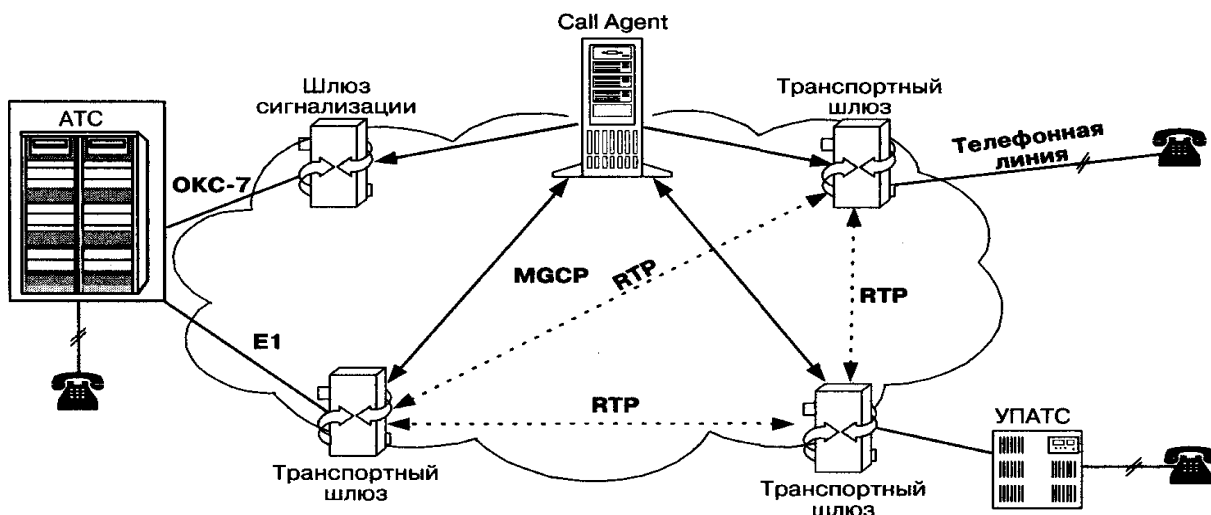 Call Agent
Шлюз
сигнализации
Транспортный
шлюз
АТС
Телефонная
линия
ОКС-7
MGCP
RTP
RTP
E1
RTP
УПАТС
Транспортный
шлюз
Транспортный
шлюз